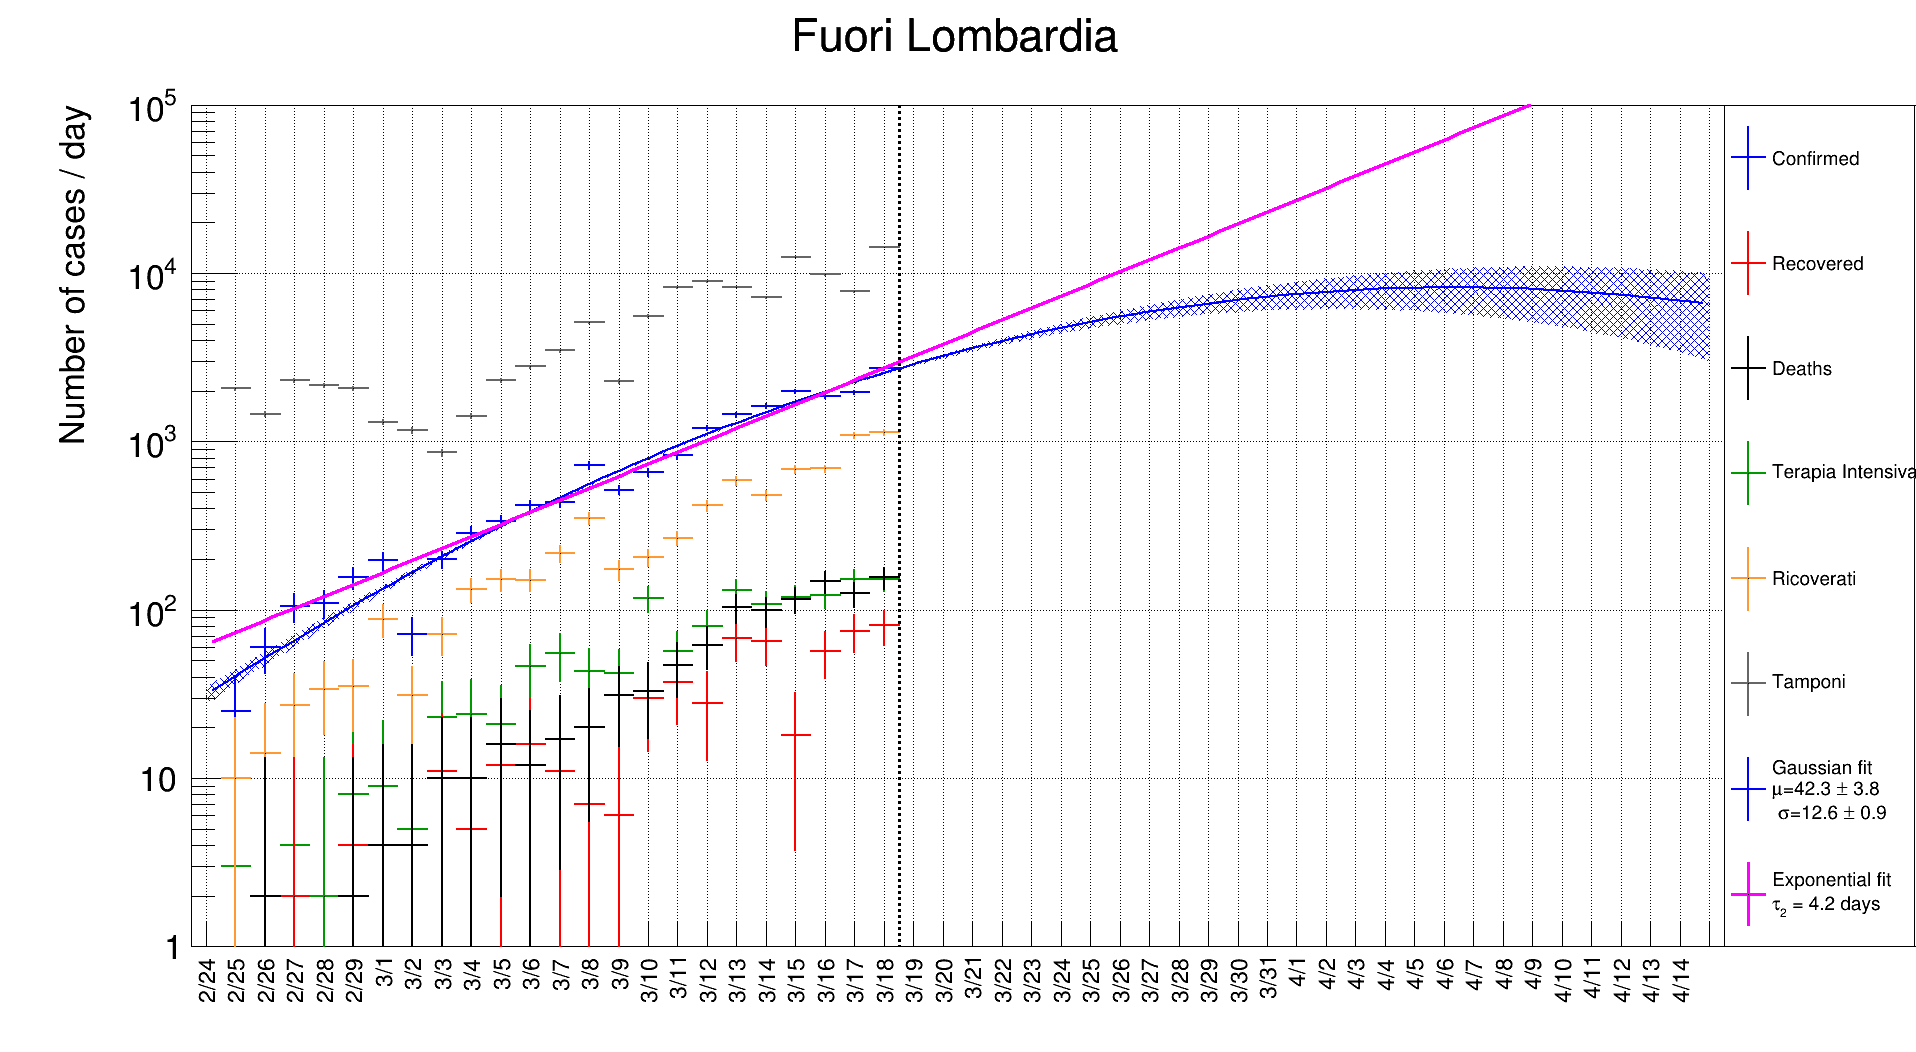 Fuori Lombardia
Number of cases / day
10^5
10^4
10^3
10^2
10
1
2/24 2/25 2/26 2/27 2/28 2/29 3/1 3/2 3/3 3/4 3/5 3/6 3/7 3/8 3/9 3/10 3/11 3/12 3/13 3/14 3/15 3/16 3/17 3/18 3/19 3/20 3/21 3/22 3/23 3/24 3/25 3/26 3/27 3/28 3/29 3/30 3/31 4/1 4/2 4/3 4/4 4/5 4/6 4/7 4/8 4/9 4/10 4/11 4/12 4/13 4/14
Confirmed
Recovered
Deaths
Terapia Intensiva
Ricoverati
Tamponi
Gaussian fit
μ=42.3 ± 3.8
σ=12.6 ± 0.9
Exponential fit
τ₂ = 4.2 days